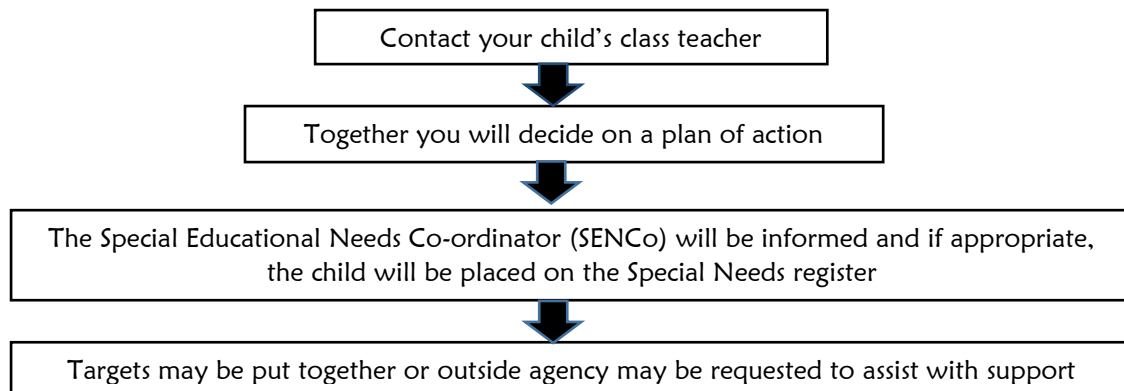 Contact your child’s class teacher
Together you will decide on a plan of action
The Special Educational Needs Co-ordinator (SENCo) will be informed and if appropriate,
the child will be placed on the Special Needs register
Targets may be put together or outside agency may be requested to assist with support